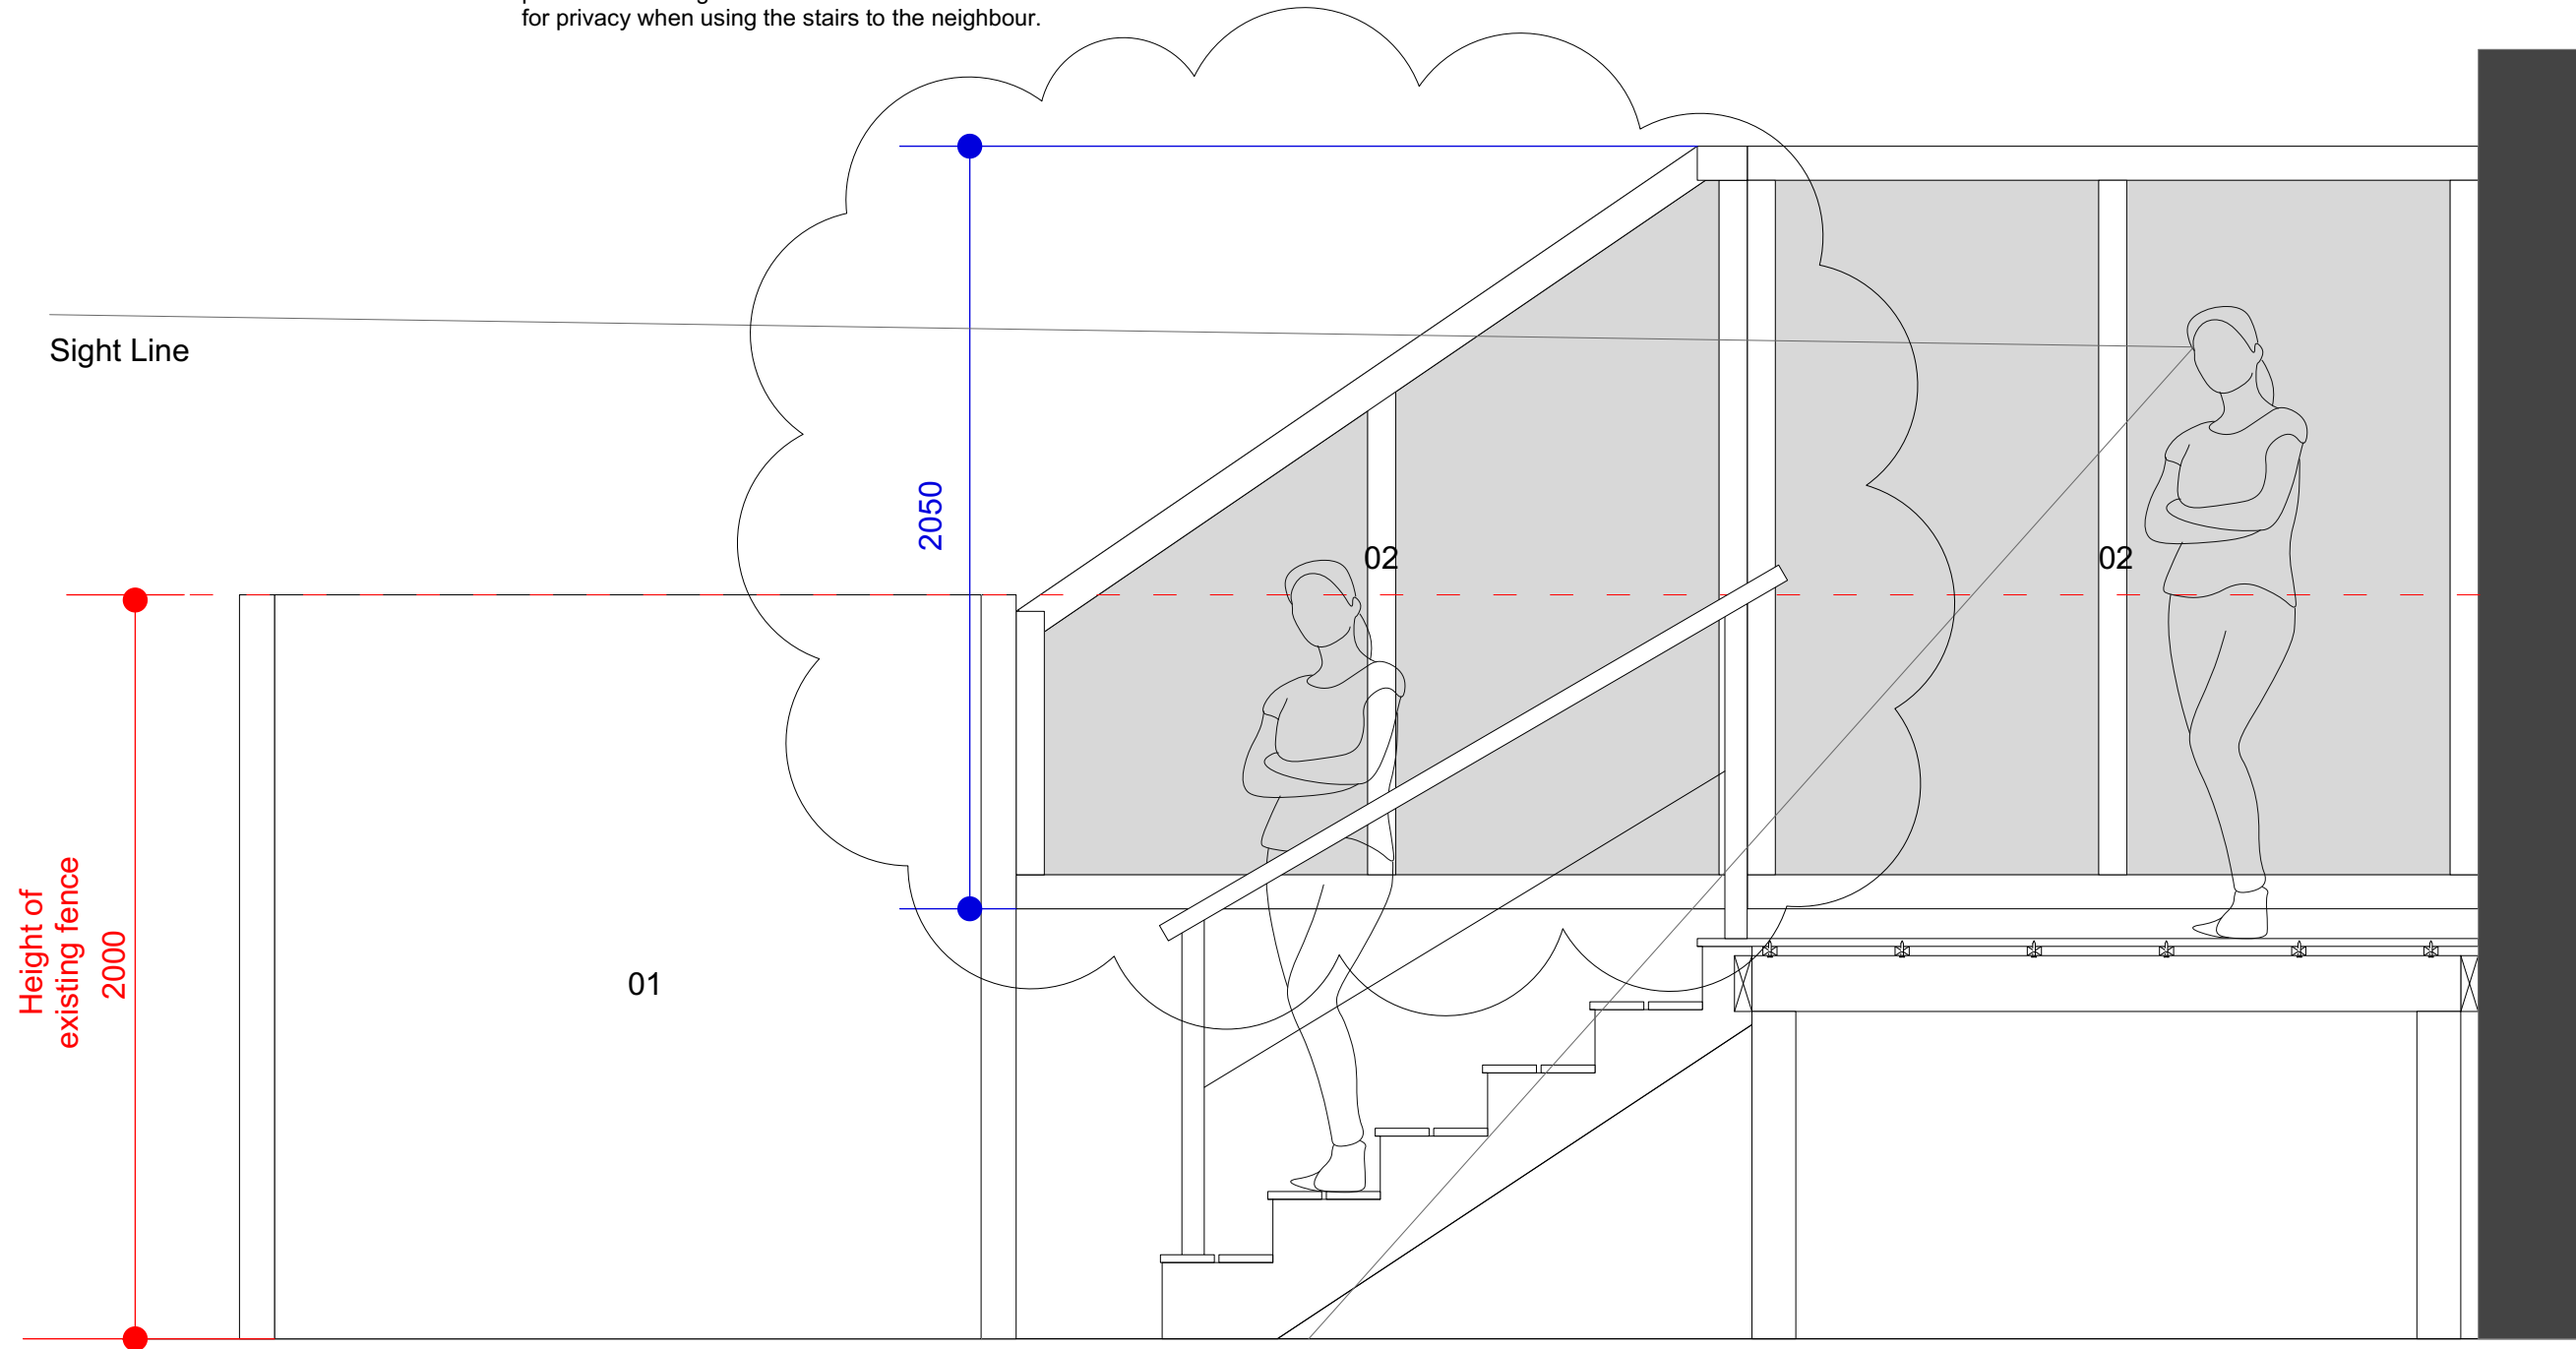 for privacy when using the stairs to the neighbour.
Sight Line
2050
02
02
Height of
existing fence
2000
01